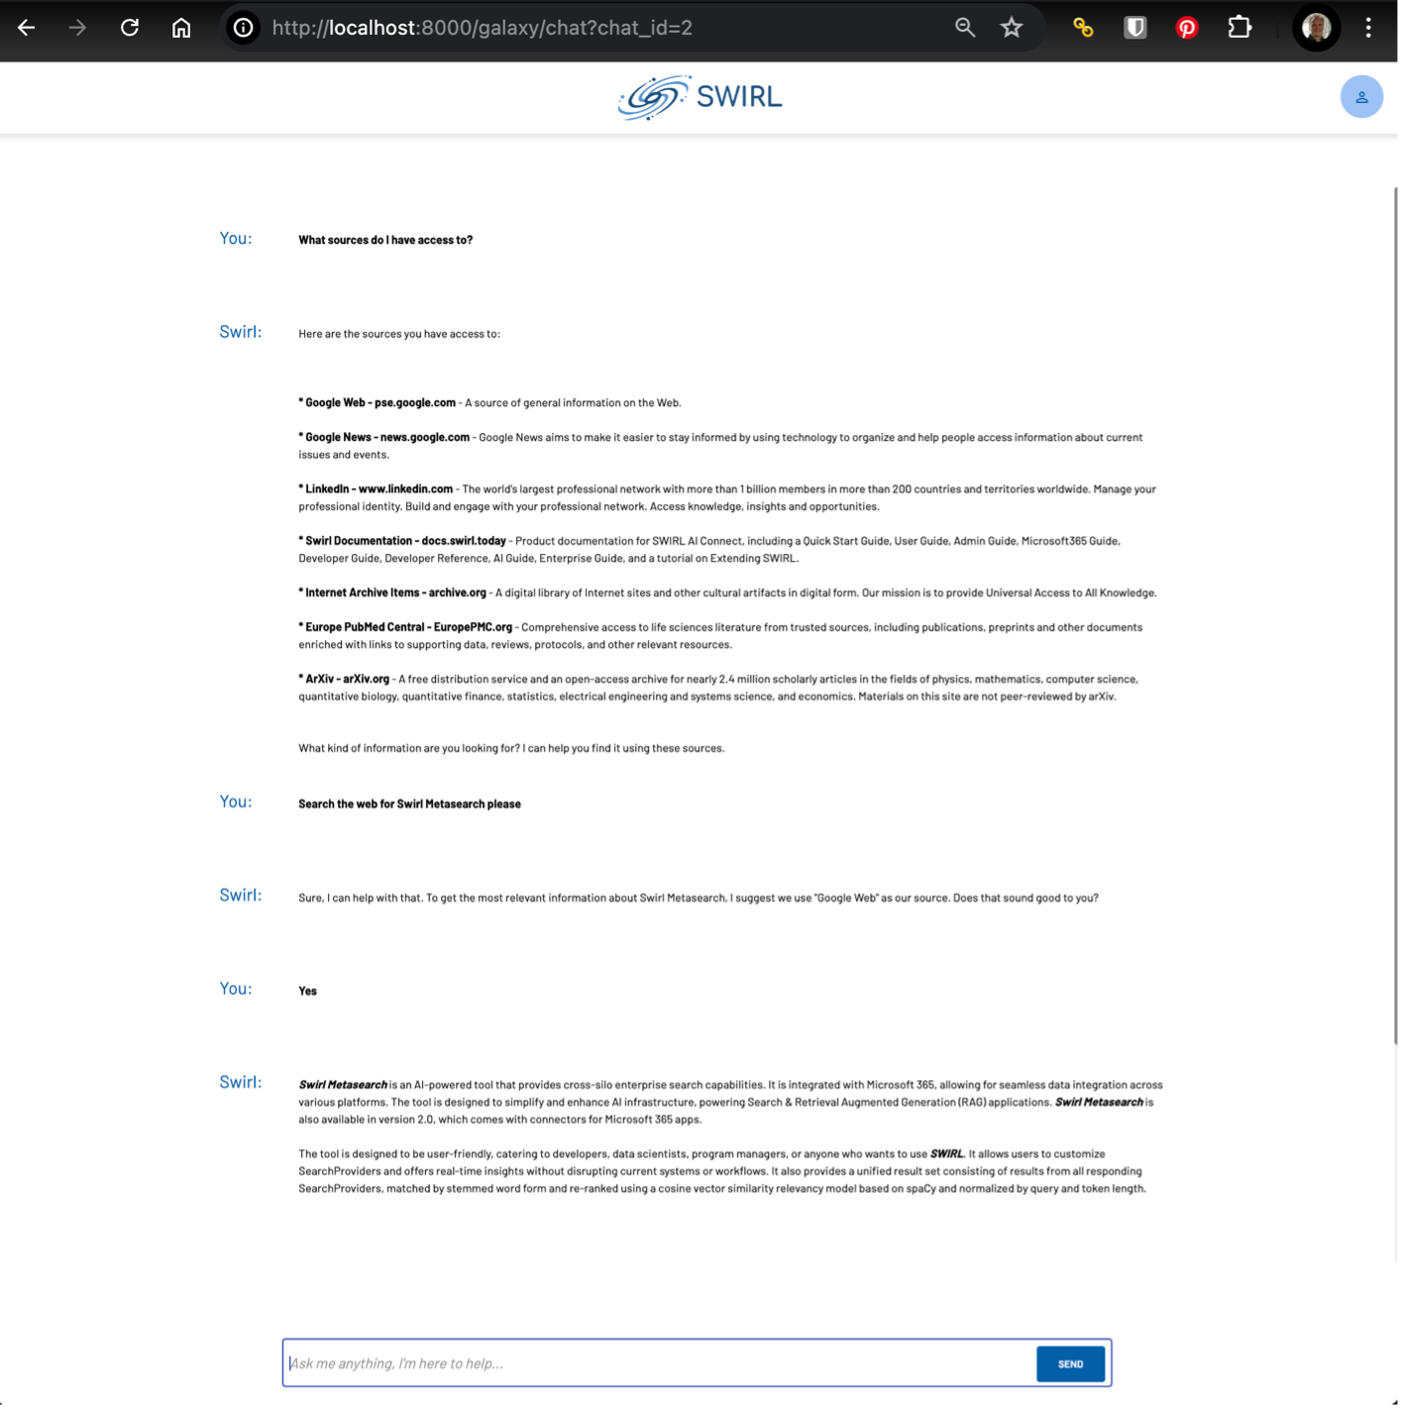 http://localhost:8000/galaxy/chat?chat_id=2
SWIRL
You:
What sources do I have access to?
Swirl:
Here are the sources you have access to:
* Google Web - pse.google.com - A source of general information on the Web.
* Google News - news.google.com - Google News aims to make it easier to stay informed by using technology to organize and help people access information about current
issues and events.
* LinkedIn - www.linkedin.com - The world's largest professional network with more than 1 billion members in more than 200 countries and territories worldwide. Manage your
professional identity. Build and engage with your professional network. Access knowledge, insights and opportunities.
* Swirl Documentation - docs.swirl.today - Product documentation for SWIRL AI Connect, including a Quick Start Guide, User Guide, Admin Guide, Microsoft365 Guide,
Developer Guide, Developer Reference, AI Guide, Enterprise Guide, and a tutorial on Extending SWIRL.
* Internet Archive Items - archive.org - A digital library of Internet sites and other cultural artifacts in digital form. Our mission is to provide Universal Access to All Knowledge.
* Europe PubMed Central - EuropePMC.org - Comprehensive access to life sciences literature from trusted sources, including publications, preprints and other documents
enriched with links to supporting data, reviews, protocols, and other relevant resources.
* ArXiv - arXiv.org - A free distribution service and an open-access archive for nearly 2.4 million scholarly articles in the fields of physics, mathematics, computer science,
quantitative biology, quantitative finance, statistics, electrical engineering and systems science, and economics. Materials on this site are not peer-reviewed by arXiv.
What kind of information are you looking for? I can help you find it using these sources.
You:
Search the web for Swirl Metasearch please
Swirl:
Sure, I can help with that. To get the most relevant information about Swirl Metasearch, I suggest we use "Google Web" as our source. Does that sound good to you?
You:
Yes
Swirl:
Swirl Metasearch is an AI-powered tool that provides cross-silo enterprise search capabilities. It is integrated with Microsoft 365, allowing for seamless data integration across
various platforms. The tool is designed to simplify and enhance AI infrastructure, powering Search & Retrieval Augmented Generation (RAG) applications. Swirl Metasearch is
also available in version 2.0, which comes with connectors for Microsoft 365 apps.
The tool is designed to be user-friendly, catering to developers, data scientists, program managers, or anyone who wants to use SWIRL. It allows users to customize
SearchProviders and offers real-time insights without disrupting current systems or workflows. It also provides a unified result set consisting of results from all responding
SearchProviders, matched by stemmed word form and re-ranked using a cosine vector similarity relevancy model based on spaCy and normalized by query and token length.
Ask me anything, I'm here to help...
SEND